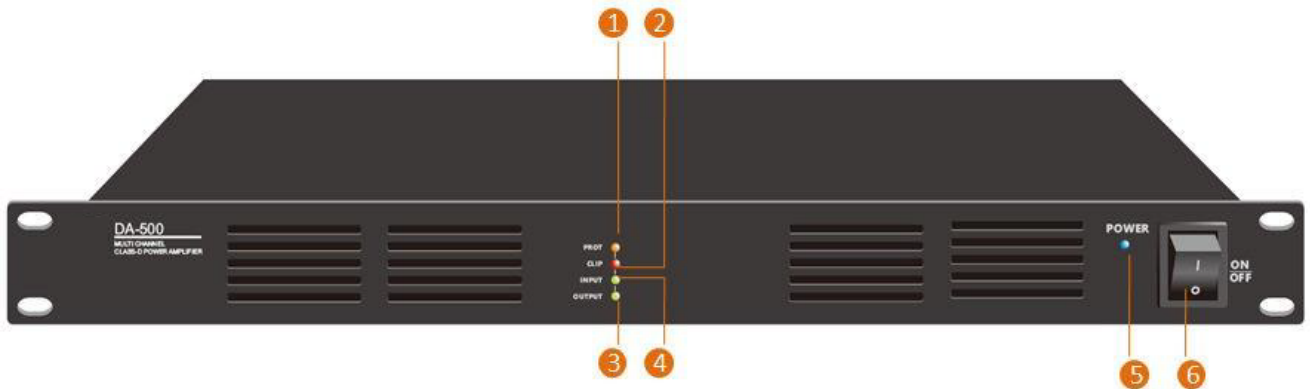 1 2
DA-500
MULTI CHANNEL
CLASS-D POWER AMPLIFIER
PROT
CLIP
INPUT
OUTPUT
POWER
I
O
ON
OFF
3 4 5 6